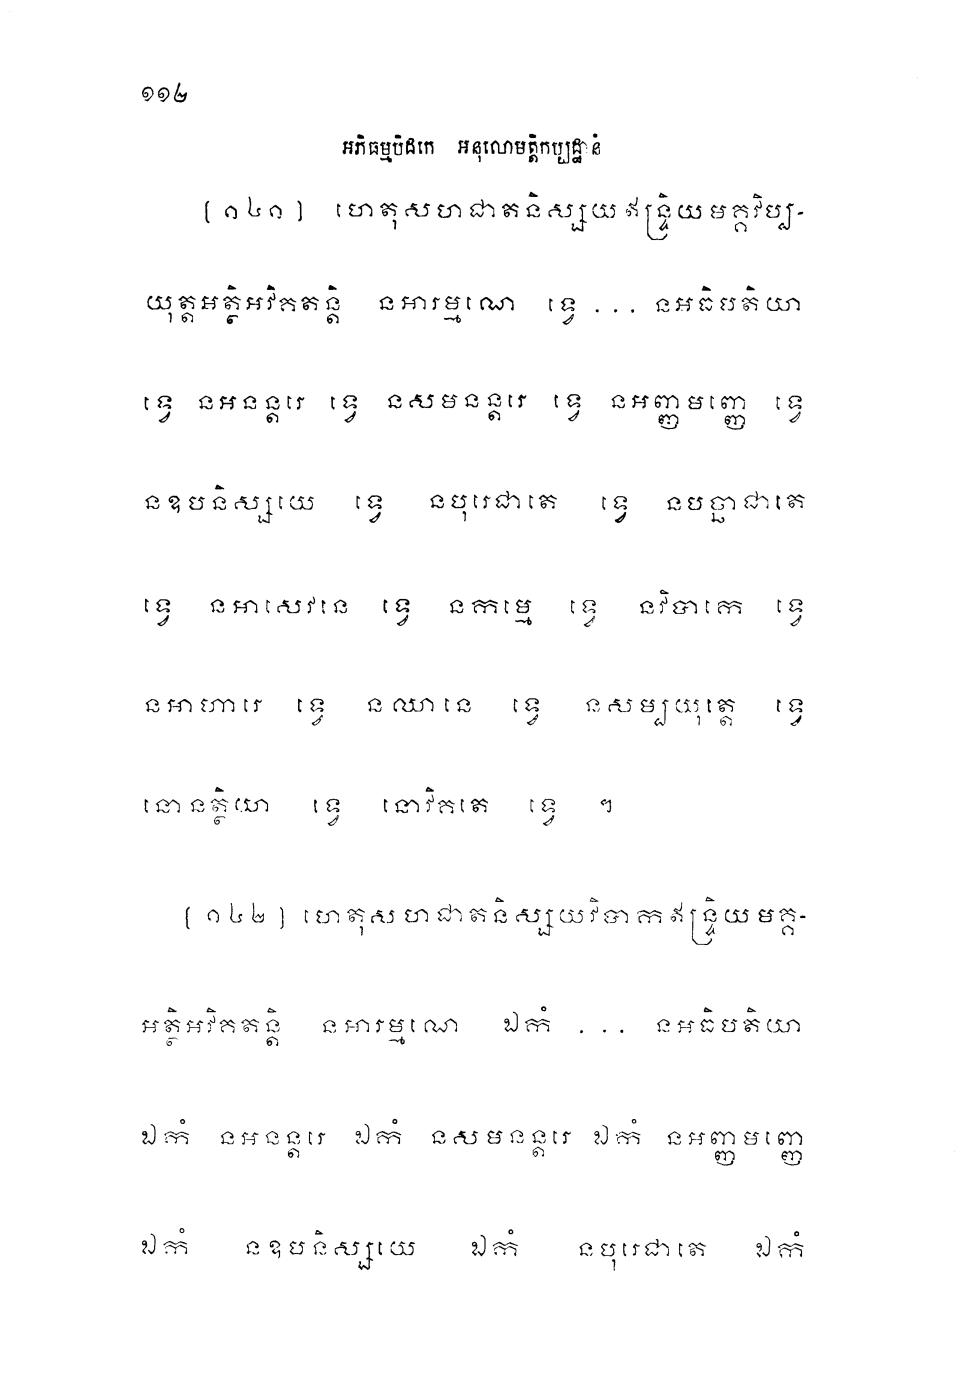 ១១២
អភិធម្មបិដកេ អនុលោមត្តិកប្បដ្ឋានំ
[១៤១] ហេតុសហជាតនិស្សយឥន្ទ្រិយមគ្គវិប្ប-
យុត្តអត្ថិអវិគតន្តិ នអារម្មណេ ទ្វេ ... នអធិបតិយា
ទ្វេ នអនន្តរេ ទ្វេ នសមនន្តរេ ទ្វេ នអញ្ញមញ្ញេ ទ្វេ
នឧបនិស្សយេ ទ្វេ នបុរេជាតេ ទ្វេ នបច្ឆាជាតេ
ទ្វេ នអាសេវនេ ទ្វេ នកម្មេ ទ្វេ នវិបាកេ ទ្វេ
នអាហារេ ទ្វេ នឈានេ ទ្វេ នសម្បយុត្តេ ទ្វេ
នោនត្ថិយា ទ្វេ នោវិគតេ ទ្វេ ។
[១៤២] ហេតុសហជាតនិស្សយវិបាកឥន្ទ្រិយមគ្គ-
អត្ថិអវិគតន្តិ នអារម្មណេ ឯកំ ... នអធិបតិយា
ឯកំ នអនន្តរេ ឯកំ នសមនន្តរេ ឯកំ នអញ្ញមញ្ញេ
ឯកំ នឧបនិស្សយេ ឯកំ នបុរេជាតេ ឯកំ